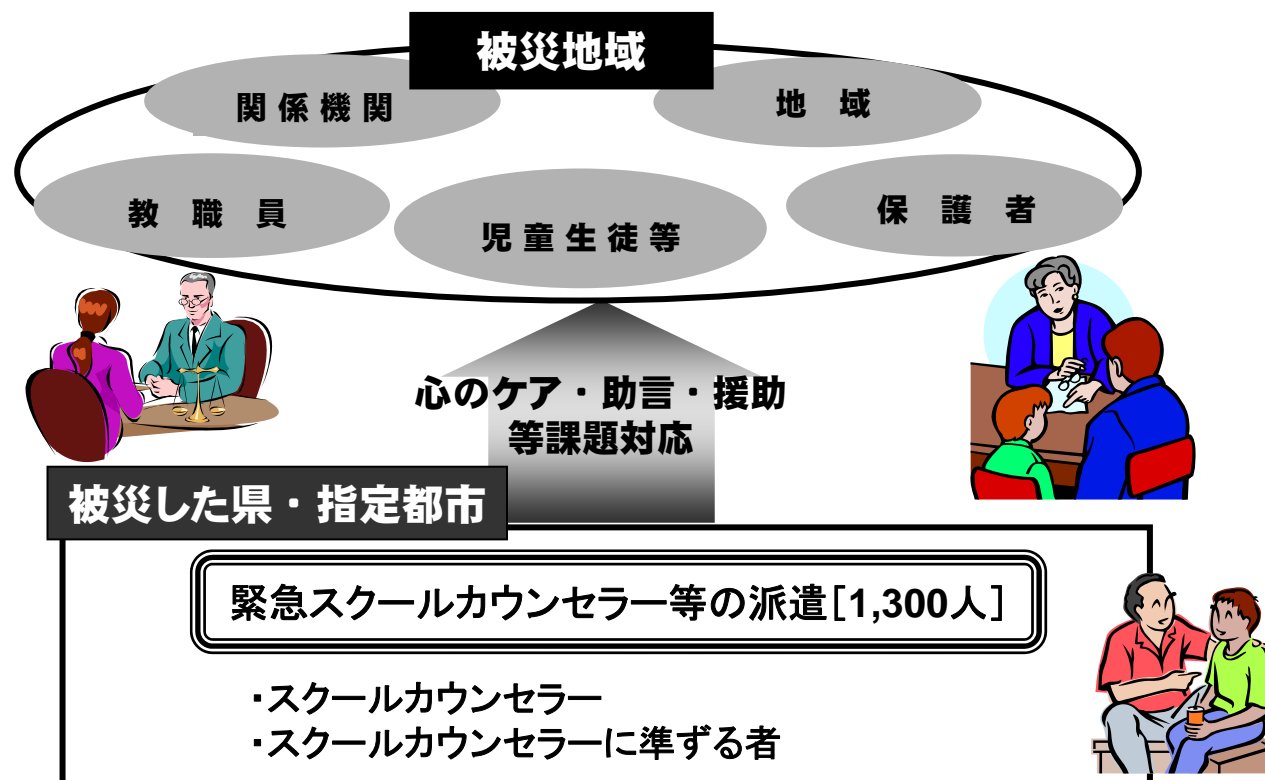 被災地域
関係機関
地　域
教　職　員
児童生徒等
保　護　者
心のケア・助言・援助
等課題対応
被災した県・指定都市
緊急スクールカウンセラー等の派遣［1,300人］
・スクールカウンセラー
・スクールカウンセラーに準ずる者